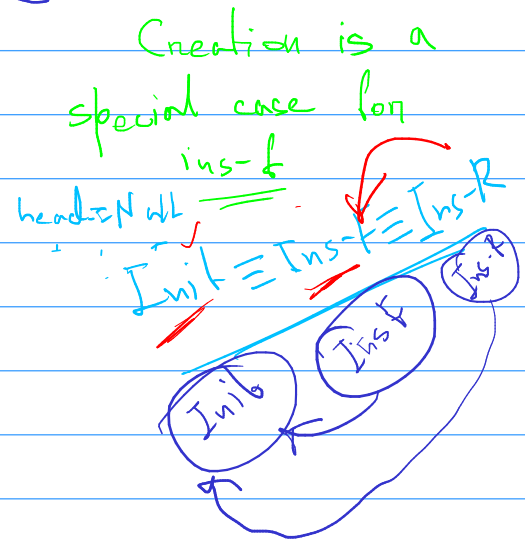 Creation is a
special case for
ins-f
head=Null
Init ≡ Ins-f ≡ Ins-R
Ins-R
Ins f
Init